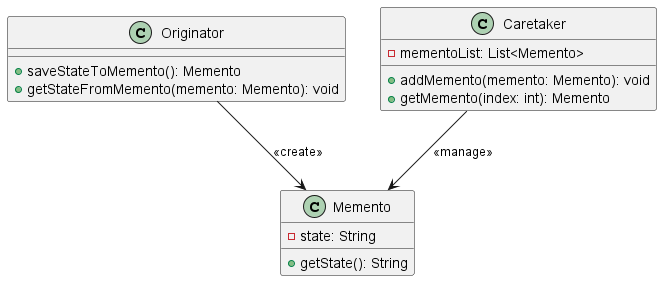 C Originator
saveStateToMemento(): Memento
getStateFromMemento(memento: Memento): void
C Caretaker
mementoList: List<Memento>
addMemento(memento: Memento): void
getMemento(index: int): Memento
«create»
«manage»
C Memento
state: String
getState(): String